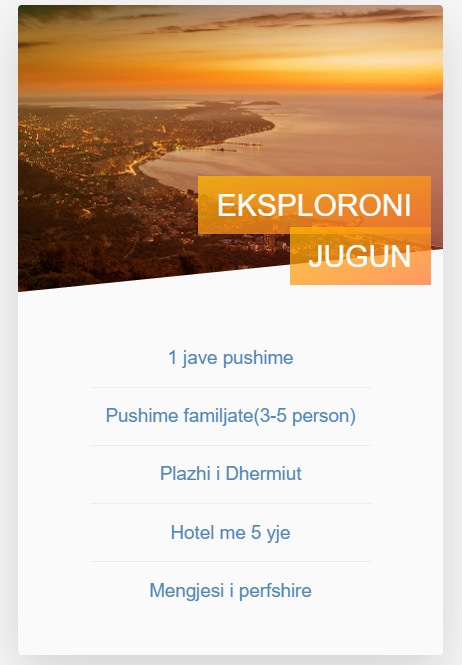 EKSPLORONI
JUGUN
1 jave pushime
Pushime familjate(3-5 person)
Plazhi i Dhermiut
Hotel me 5 yje
Mengjesi i perfshire